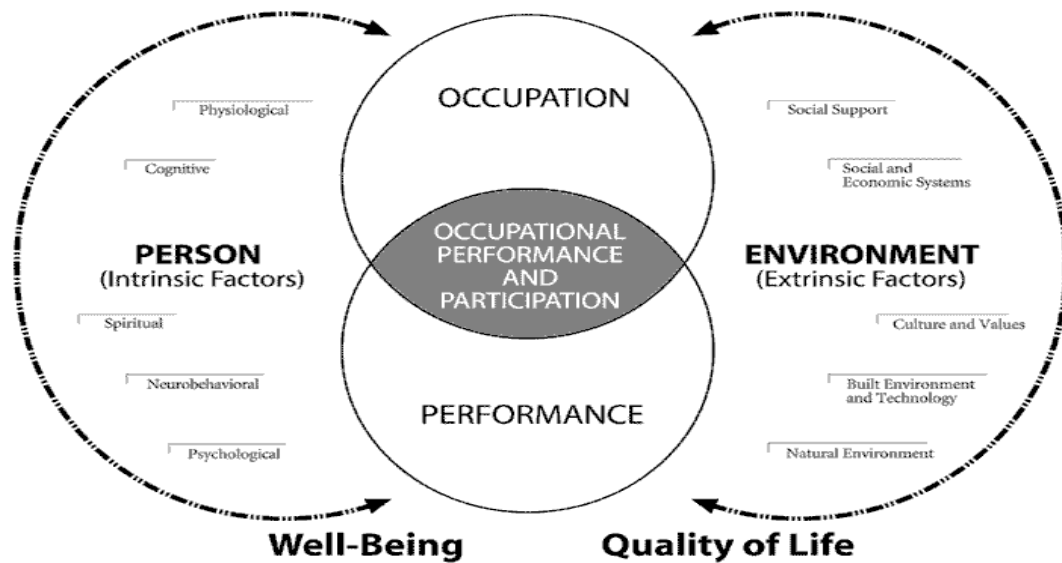 OCCUPATION
Physiological
Cognitive
PERSON
(Intrinsic Factors)
Spiritual
Neurobehavioral
Psychological
OCCUPATIONAL
PERFORMANCE
AND
PARTICIPATION
Social Support
Social and
Economic Systems
ENVIRONMENT
(Extrinsic Factors)
Culture and Values
Built Environment
and Technology
Natural Environment
PERFORMANCE
Well-Being
Quality of Life